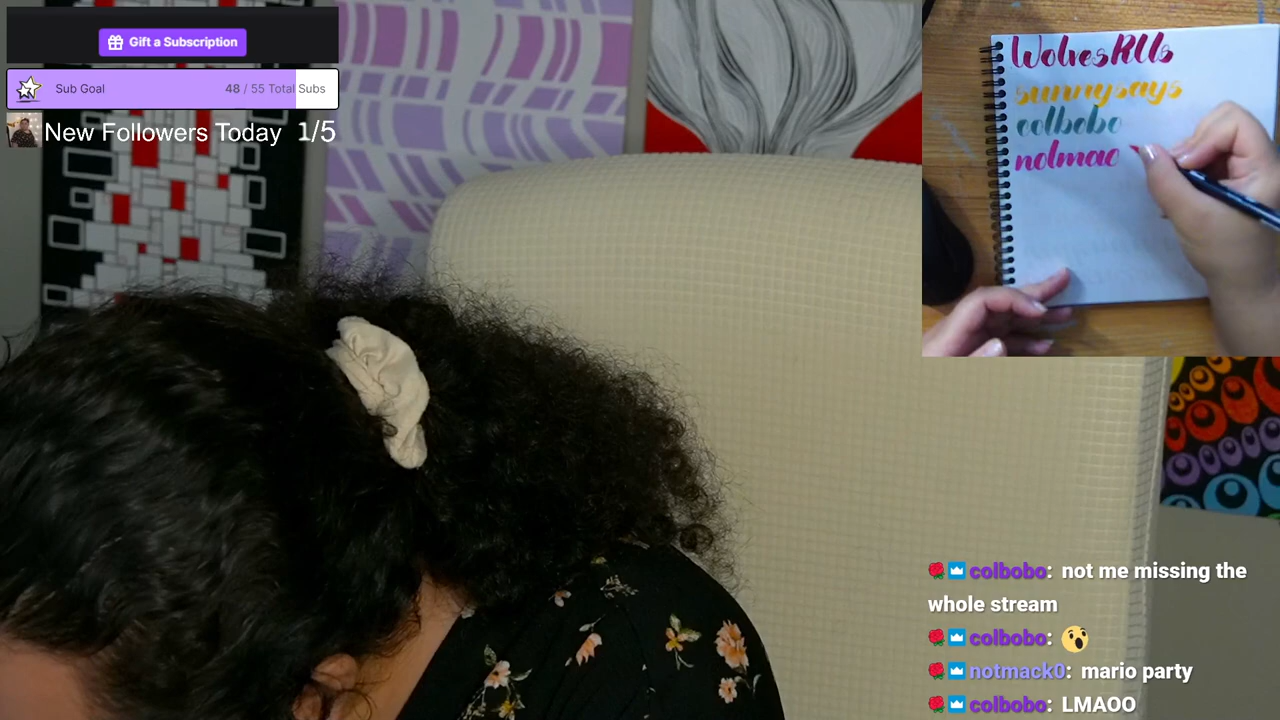 Gift a Subscription
Sub Goal 48 / 55 Total Subs
New Followers Today 1/5
WolvesRUs
sunnysays
colbobo
notmac
colbobo: not me missing the
whole stream
colbobo: 😮
notmack0: mario party
colbobo: LMAOO